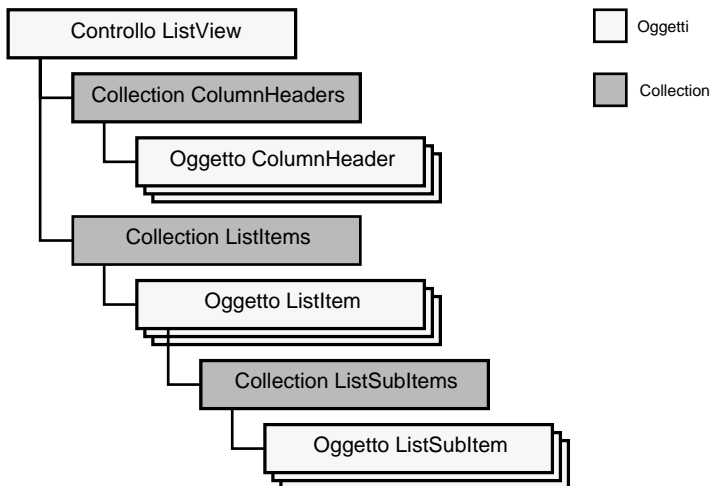 Controllo ListView
Oggetti
Collection ColumnHeaders
Collection
Oggetto ColumnHeader
Collection ListItems
Oggetto ListItem
Collection ListSubItems
Oggetto ListSubItem